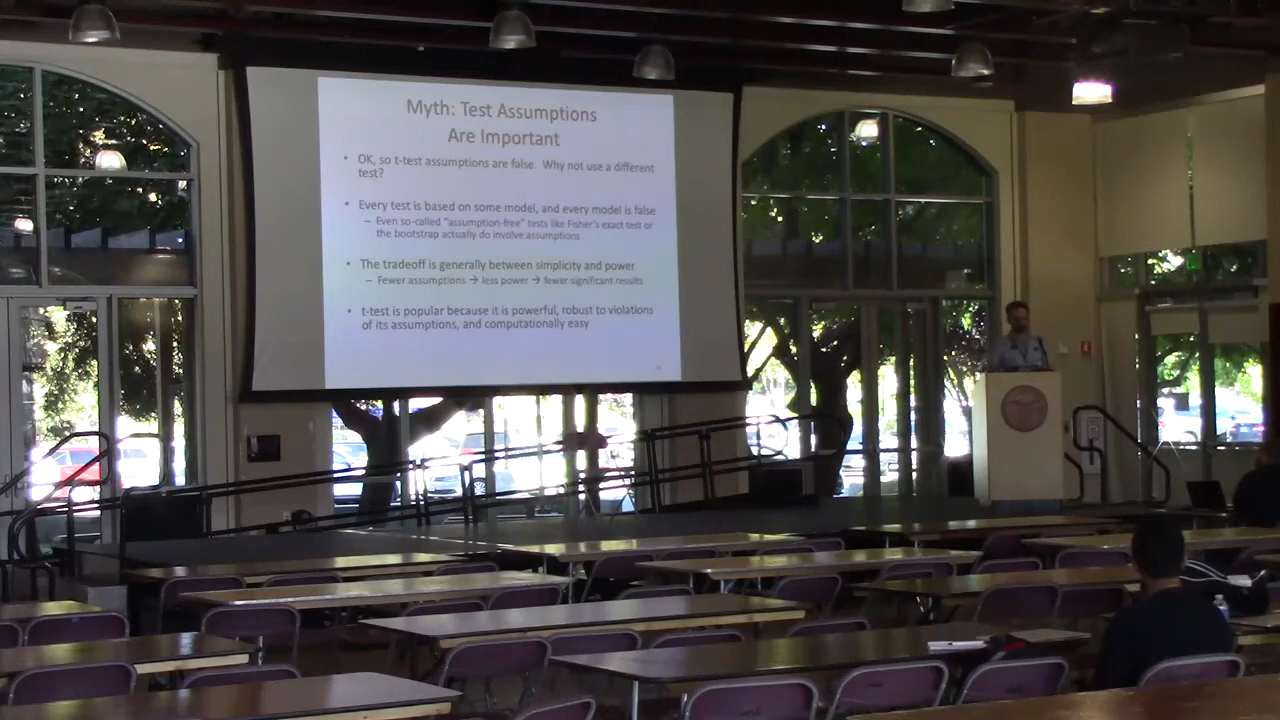 Myth: Test Assumptions
Are Important
• OK, so t-test assumptions are false. Why not use a different
test?
• Every test is based on some model, and every model is false
– Even so-called "assumption-free" tests like Fisher's exact test or
the bootstrap actually do involve assumptions
• The tradeoff is generally between simplicity and power
– Fewer assumptions → less power → fewer significant results
• t-test is popular because it is powerful, robust to violations
of its assumptions, and computationally easy